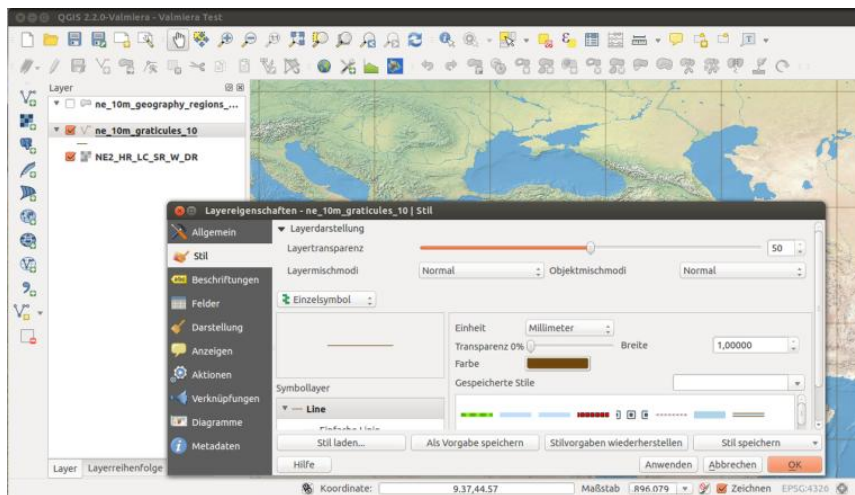 QGIS 2.2.0-Valmiera - Valmiera Test
Layer
ne_10m_geography_regions_...
ne_10m_graticules_10
NE2_HR_LC_SR_W_DR
Layereigenschaften - ne_10m_graticules_10 | Stil
Allgemein
Stil
Beschriftungen
Felder
Darstellung
Anzeigen
Aktionen
Verknüpfungen
Diagramme
Metadaten
Layerdarstellung
Layertransparenz 50
Layermischmodi Normal Objektmischmodi Normal
Einzelsymbol
Einheit Millimeter
Transparenz 0% Breite 1,00000
Farbe
Gespeicherte Stile
Symbollayer
Line
Einfache Linie
Stil laden... Als Vorgabe speichern Stilvorgaben wiederherstellen Stil speichern
Hilfe Anwenden Abbrechen OK
Layer Layerreihenfolge
Koordinate: 9.37,44.57 Maßstab .896.079 Zeichnen EPSG:4326